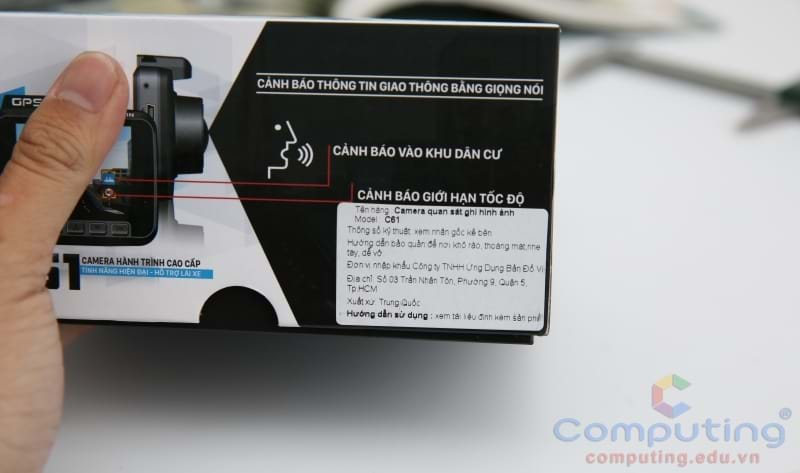 CẢNH BÁO THÔNG TIN GIAO THÔNG BẰNG GIỌNG NÓI
GPS
CẢNH BÁO VÀO KHU DÂN CƯ
CẢNH BÁO GIỚI HẠN TỐC ĐỘ
61
CAMERA HÀNH TRÌNH CAO CẤP
TÍNH NĂNG HIỆN ĐẠI - HỖ TRỢ LÁI XE
Tên hàng: Camera quan sát ghi hình ảnh
Model: C61
Thông số kỹ thuật: xem nhãn gốc kế bên
Hướng dẫn bảo quản: để nơi khô ráo, thoáng mát, nhẹ
tay, dễ vỡ
Đơn vị nhập khẩu: Công ty TNHH Ứng Dụng Bản Đồ Vi
Địa chỉ: Số 03 Trần Nhân Tôn, Phường 9, Quận 5,
Tp.HCM
Xuất xứ: Trung Quốc
Hướng dẫn sử dụng : xem tài liệu đính kèm sản phẩ
Computing®
computing.edu.vn